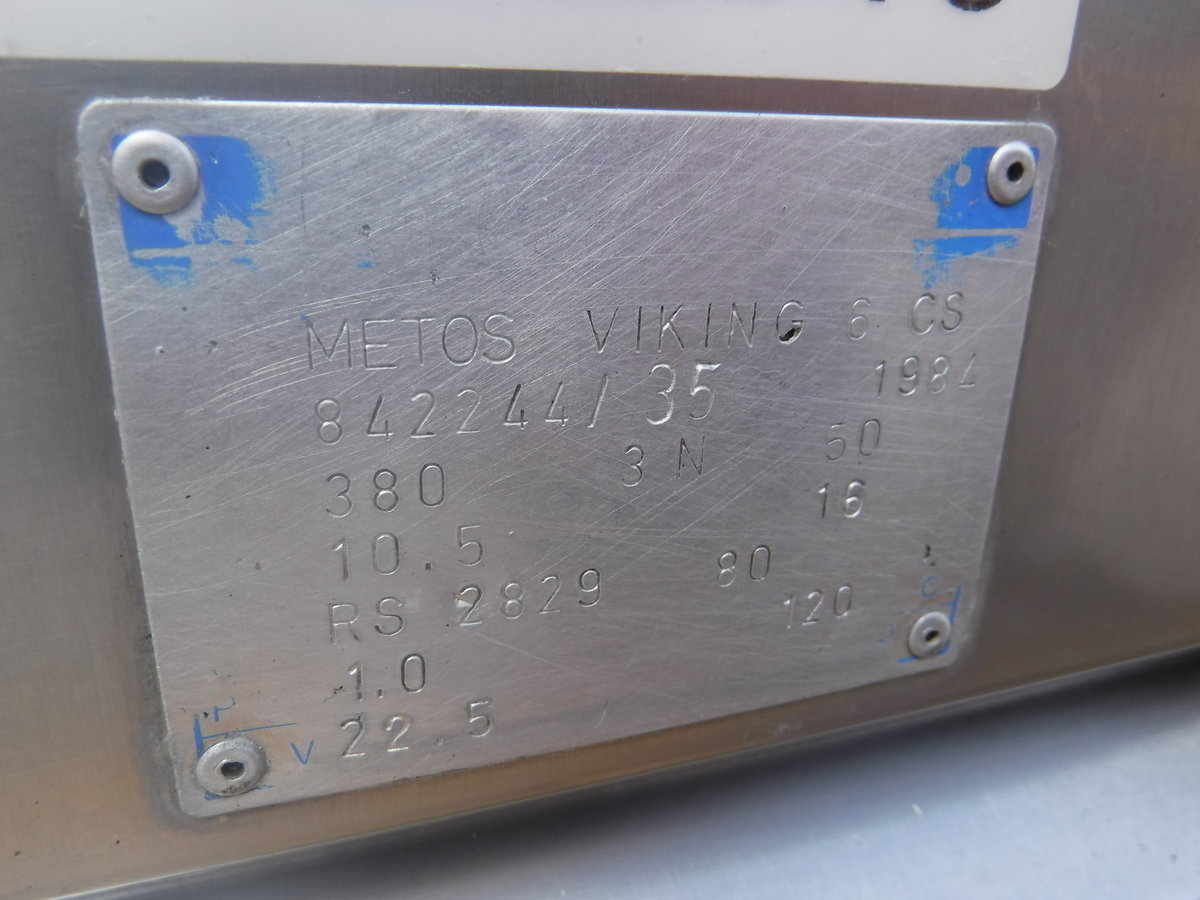 METOS VIKING 6 CS
842244/35 1984
380 3 N 50
10.5 16
RS 2829 80
1.0 120
V 22.5